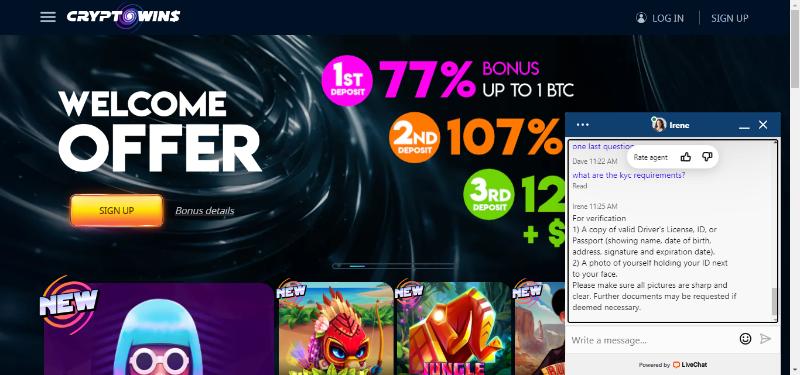 CRYPTOWIN$
LOG IN
SIGN UP
WELCOME
OFFER
1ST
DEPOSIT
77%
BONUS
UP TO 1 BTC
2ND
DEPOSIT
107%
3RD
DEPOSIT
12
+ $
SIGN UP
Bonus details
NEW
NEW
NEW
NEW
JUNGLE
Irene
one last question
Rate agent
Dave 11:22 AM
what are the kyc requirements?
Read
Irene 11:25 AM
For verification
1) A copy of valid Driver's License, ID, or
Passport (showing name, date of birth,
address, signature and expiration date).
2) A photo of yourself holding your ID next
to your face.
Please make sure all pictures are sharp and
clear. Further documents may be requested if
deemed necessary.
Write a message...
Powered by LiveChat